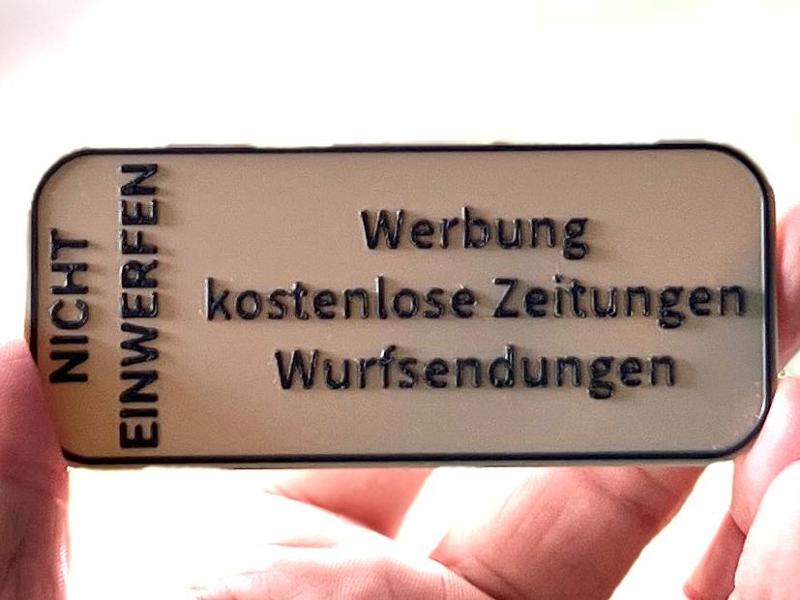 NICHT
EINWERFEN
Werbung
kostenlose Zeitungen
Wurfsendungen